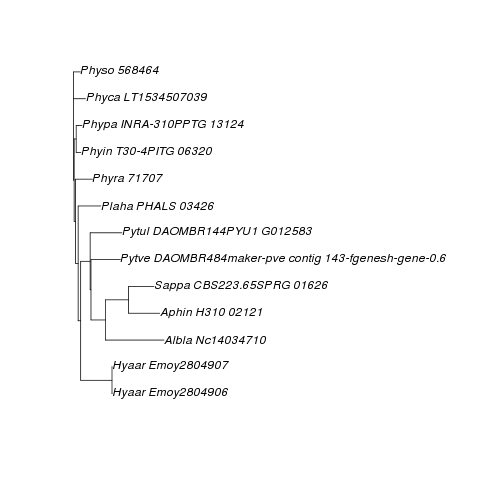 Physo 568464
Phyca LT1534507039
Phypa INRA-310PPTG 13124
Phyin T30-4PITG 06320
Phyra 71707
Plaha PHALS 03426
Pytul DAOMBR144PYU1 G012583
Pytve DAOMBR484maker-pve contig 143-fgenesh-gene-0.6
Sappa CBS223.65SPRG 01626
Aphin H310 02121
Albla Nc14034710
Hyaar Emoy2804907
Hyaar Emoy2804906